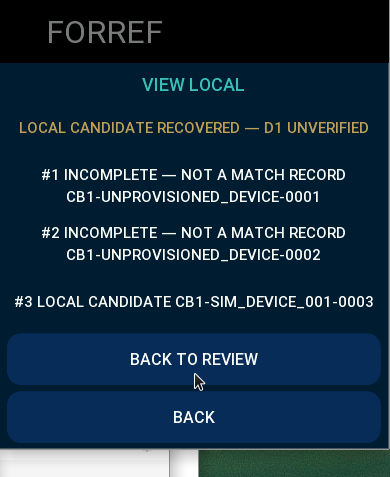 FORREF
VIEW LOCAL
LOCAL CANDIDATE RECOVERED — D1 UNVERIFIED
#1 INCOMPLETE — NOT A MATCH RECORD
CB1-UNPROVISIONED_DEVICE-0001
#2 INCOMPLETE — NOT A MATCH RECORD
CB1-UNPROVISIONED_DEVICE-0002
#3 LOCAL CANDIDATE CB1-SIM_DEVICE_001-0003
BACK TO REVIEW
BACK